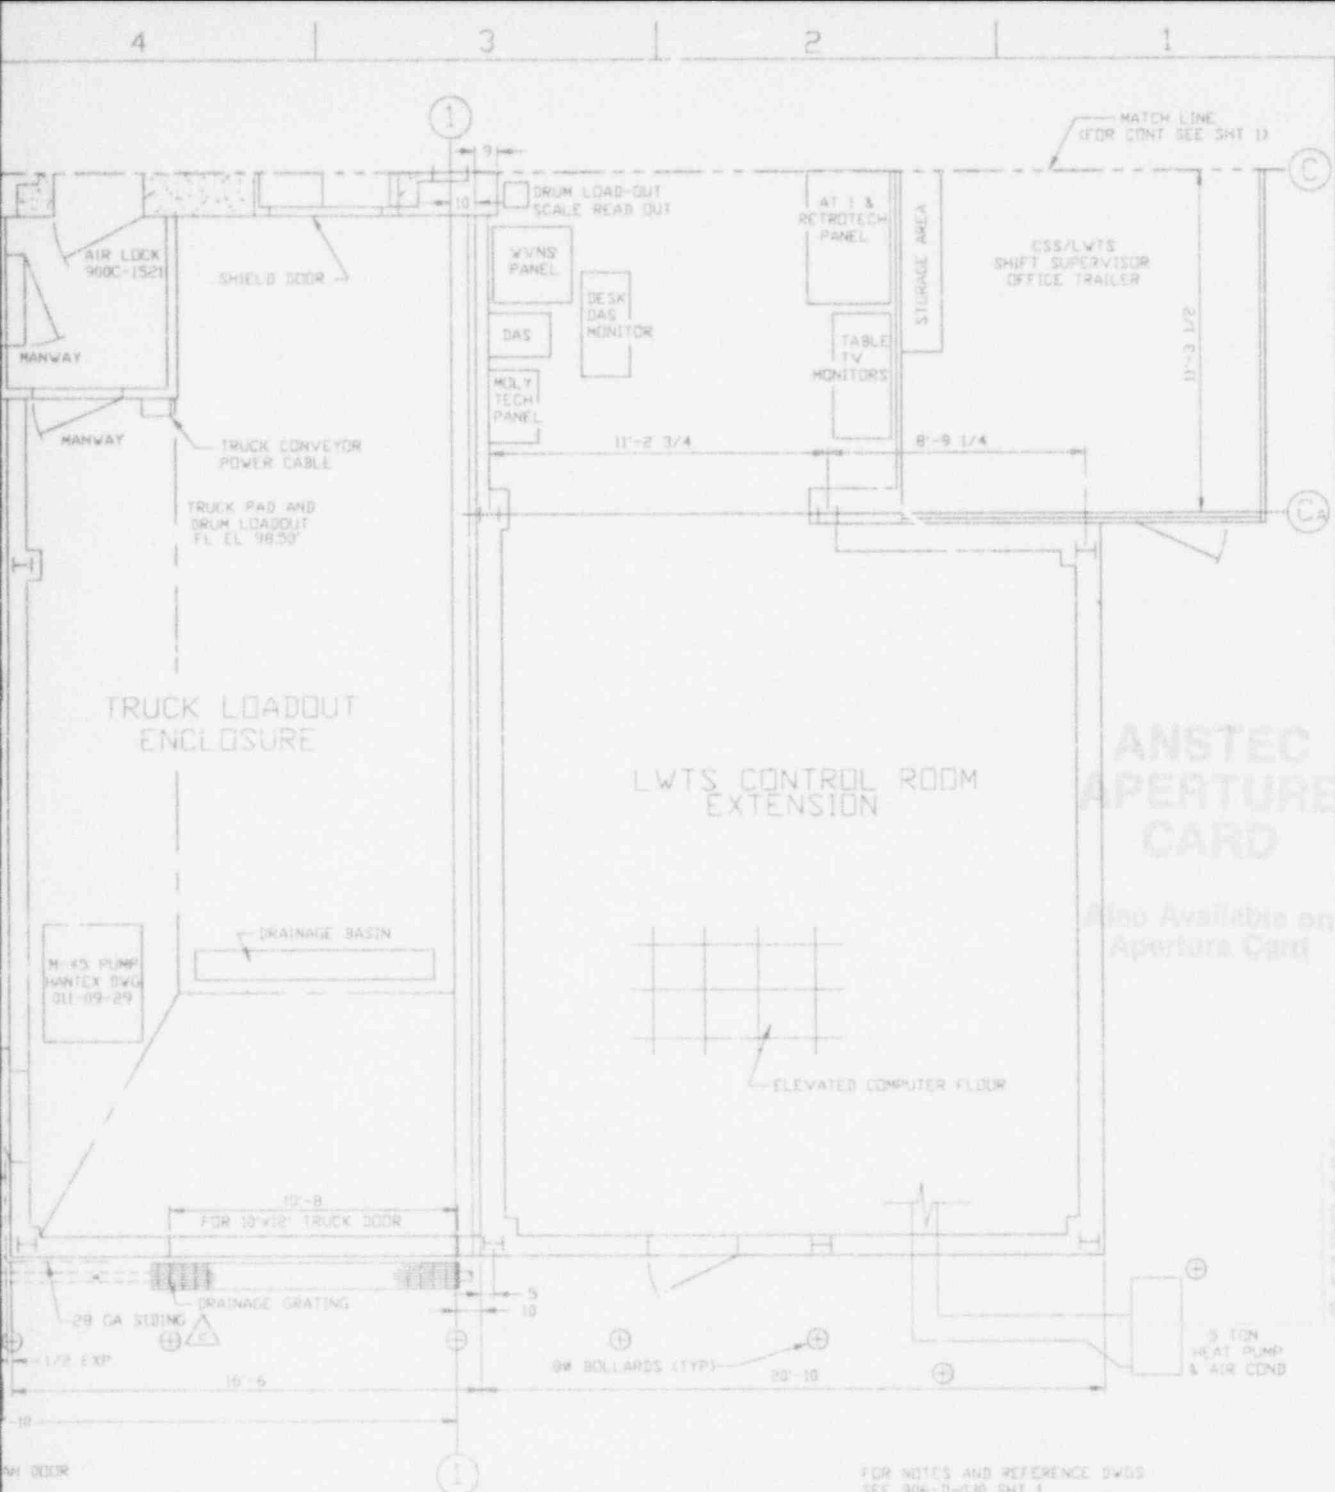 4
3
2
1
1
MATCH LINE
(FOR CONT SEE SHT 1)
C
9
10
DRUM LOAD-OUT
SCALE READ OUT
AIR LOCK
SHIELD DOOR
MANWAY
MANWAY
WVNS
PANEL
DESK
DAS
MONITOR
DAS
MOLY
TECH
PANEL
RETROTECH
PANEL
TABLE
TV
MONITORS
STORAGE AREA
CSS/LWTS
SHIFT SUPERVISOR
OFFICE TRAILER
11'-3 1/2
11'-2 3/4
8'-9 1/4
CA
TRUCK CONVEYOR
POWER CABLE
TRUCK PAD AND
DRUM LOADOUT
FL EL 98.50'
TRUCK LOADOUT
ENCLOSURE
LWTS CONTROL ROOM
EXTENSION
ANSTEC
APERTURE
CARD
Also Available on
Aperture Card
DRAINAGE BASIN
M-45 PUMP
HANTEX DWG
011-09-29
ELEVATED COMPUTER FLOOR
10'-8
FOR 10'x12' TRUCK DOOR
DRAINAGE GRATING
28 GA SIDING
5
10
1/2 EXP.
8Ø BOLLARDS (TYP)
5 TON
HEAT PUMP
& AIR COND
16'-6
20'-10
-10
DOOR
1
FOR NOTES AND REFERENCE DWGS